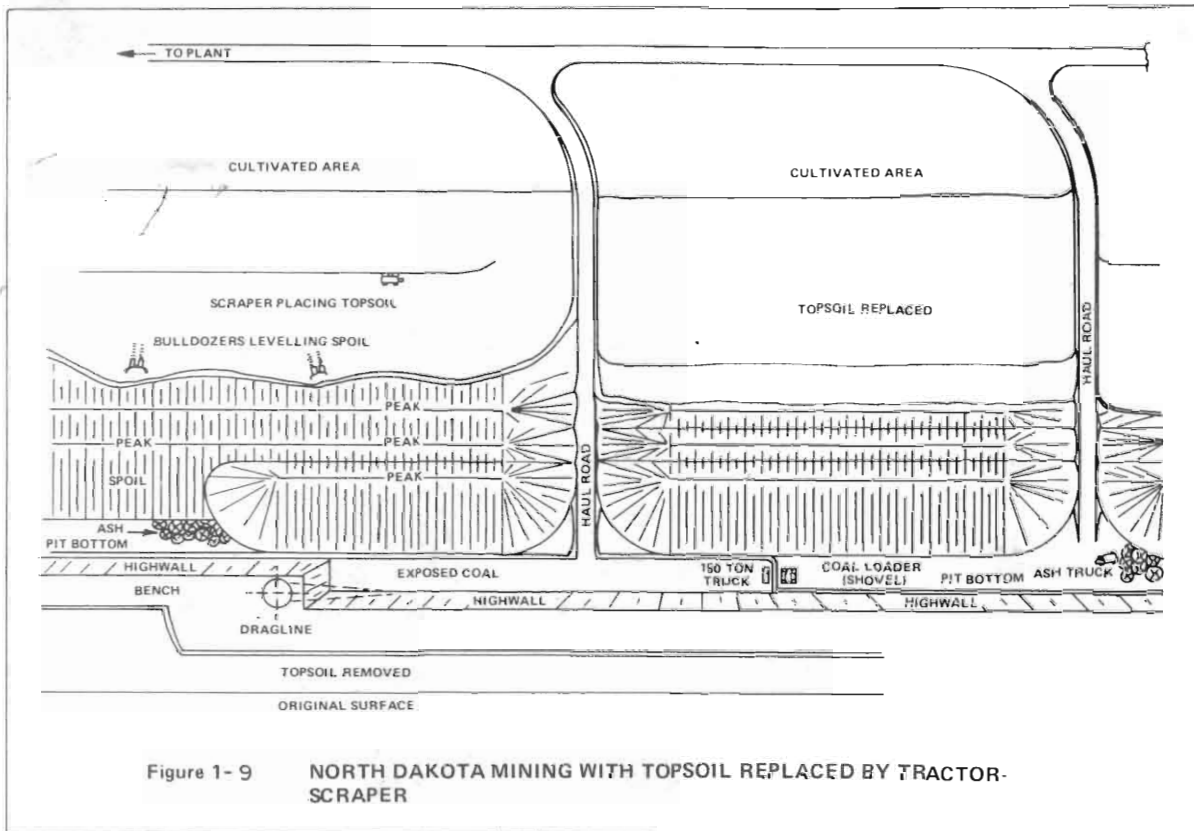 TO PLANT
CULTIVATED AREA
CULTIVATED AREA
SCRAPER PLACING TOPSOIL
TOPSOIL REPLACED
BULLDOZERS LEVELLING SPOIL
HAUL ROAD
PEAK
PEAK
PEAK
PEAK
SPOIL
HAUL ROAD
ASH
PIT BOTTOM
HIGHWALL
BENCH
EXPOSED COAL
150 TON
TRUCK
COAL LOADER
(SHOVEL)
PIT BOTTOM
ASH TRUCK
HIGHWALL
HIGHWALL
DRAGLINE
TOPSOIL REMOVED
ORIGINAL SURFACE
Figure 1-9 NORTH DAKOTA MINING WITH TOPSOIL REPLACED BY TRACTOR-
SCRAPER